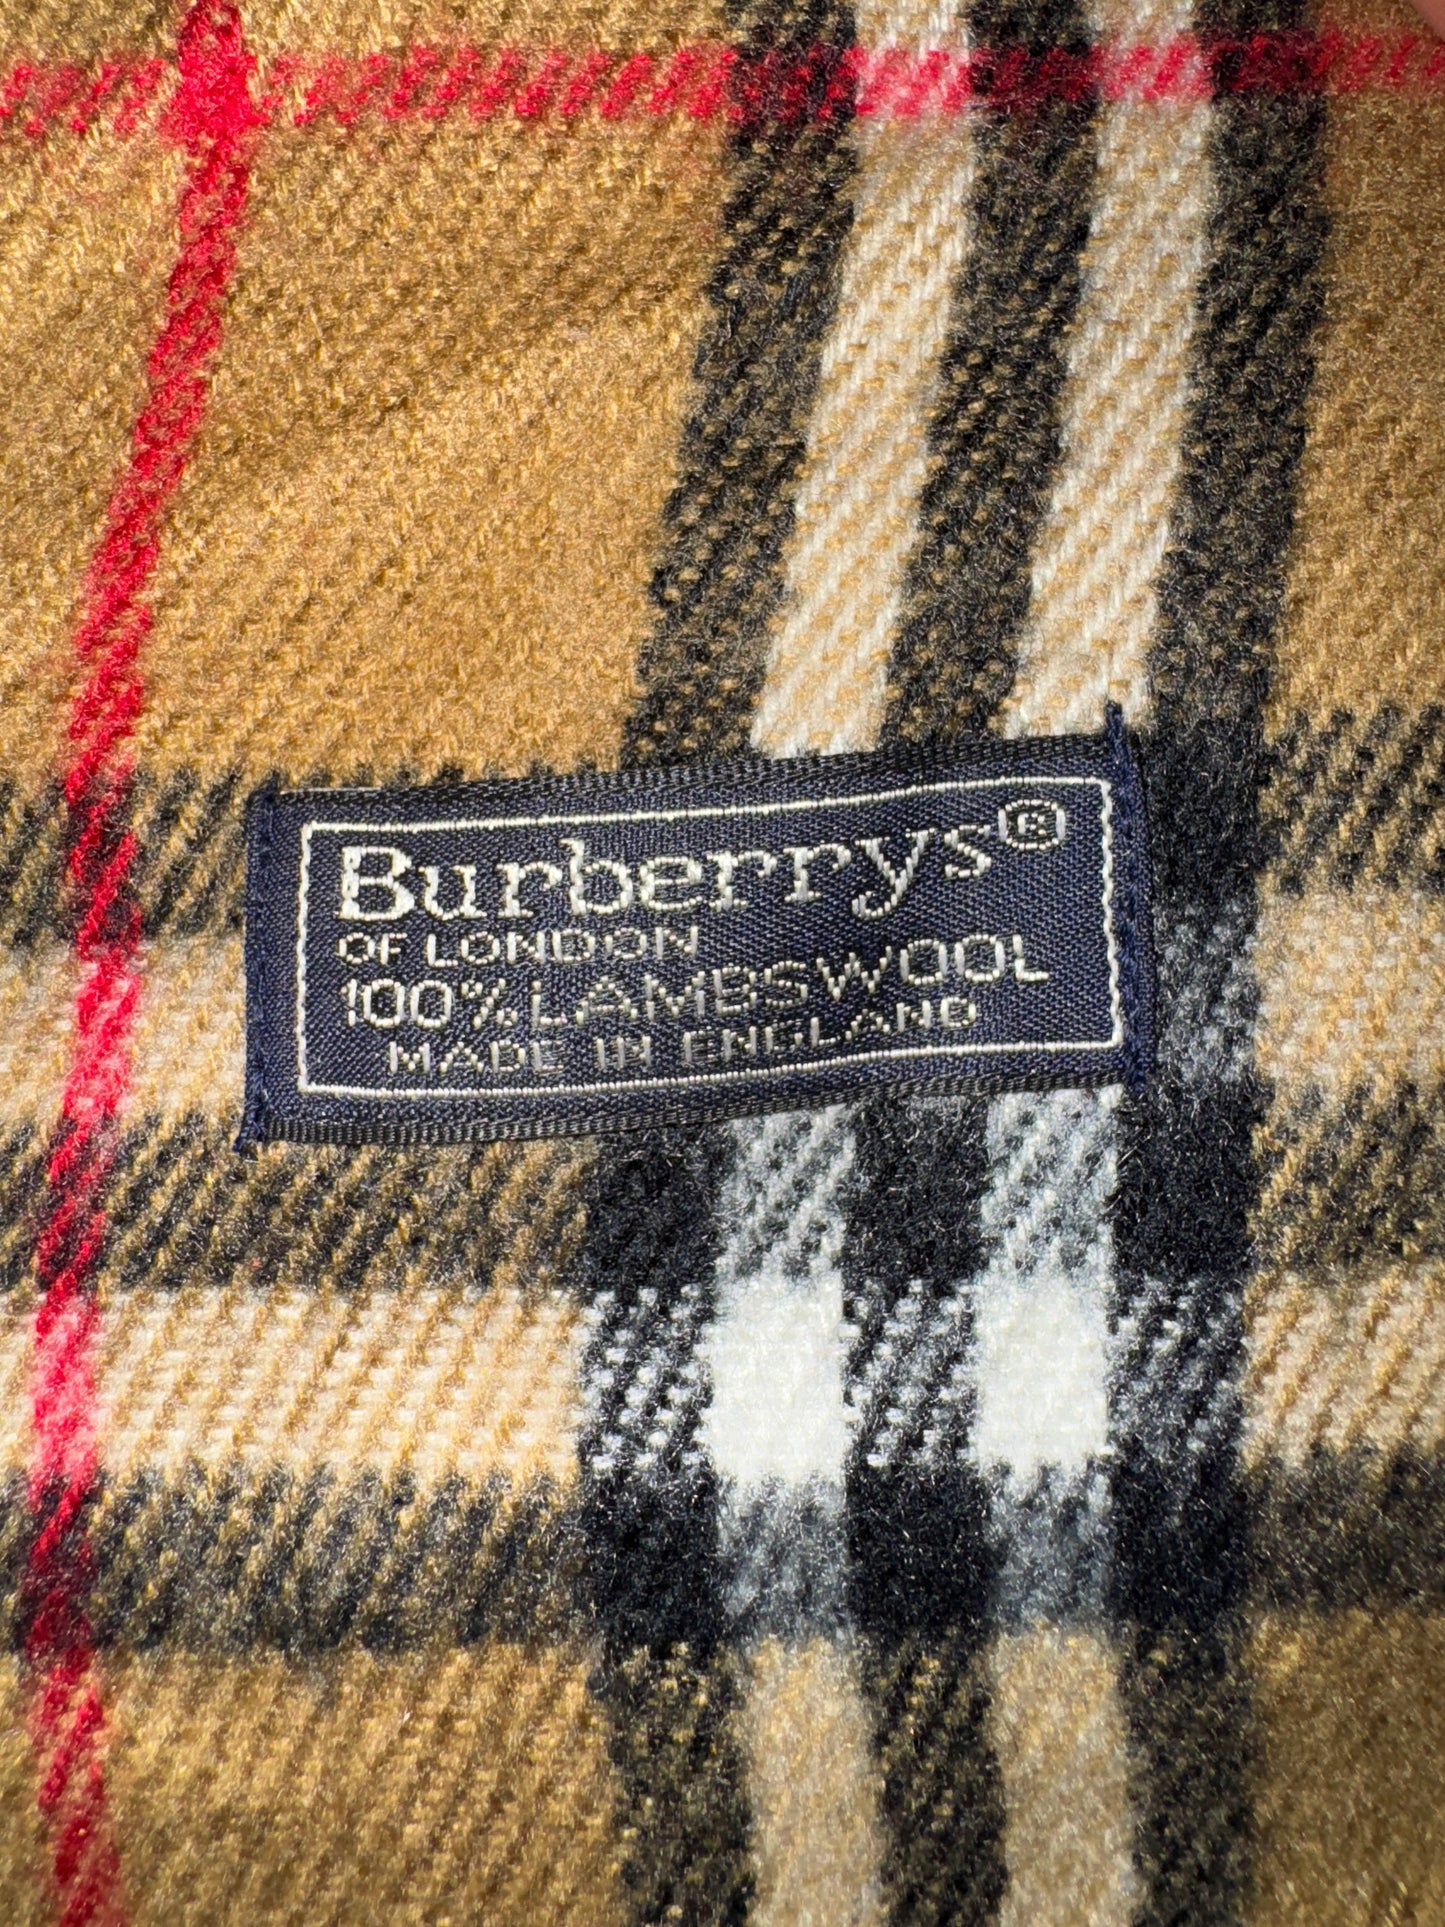 Burberrys®
OF LONDON
100% LAMBSWOOL
MADE IN ENGLAND